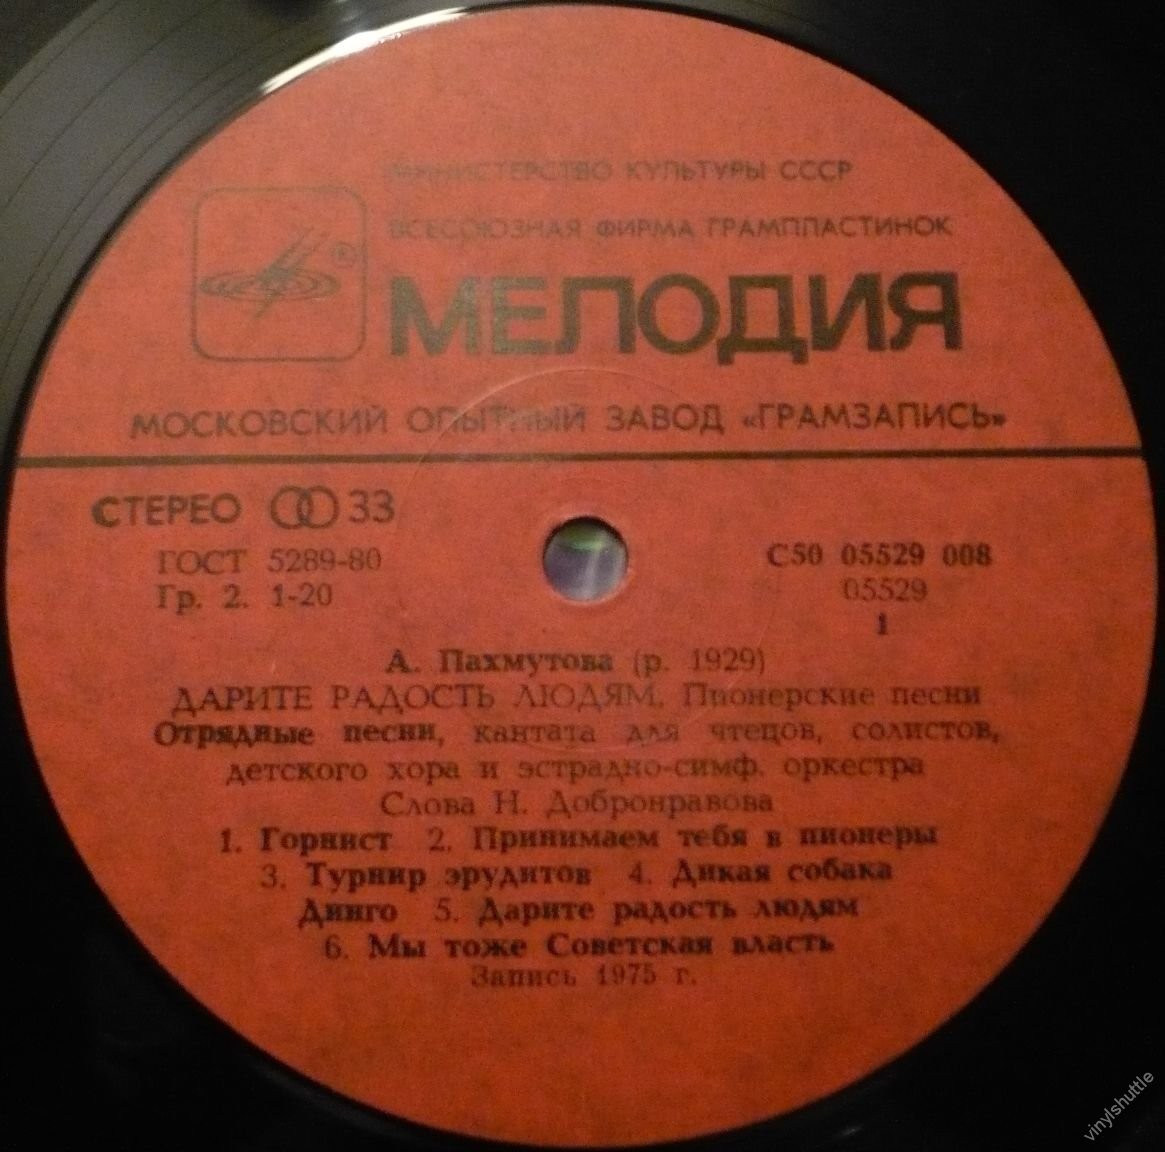 МИНИСТЕРСТВО КУЛЬТУРЫ СССР
ВСЕСОЮЗНАЯ ФИРМА ГРАМПЛАСТИНОК
®
МЕЛОДИЯ
МОСКОВСКИЙ ОПЫТНЫЙ ЗАВОД «ГРАМЗАПИСЬ»
СТЕРЕО 33
ГОСТ 5289-80
Гр. 2. 1-20
С50 05529 008
05529
1
А. Пахмутова (р. 1929)
ДАРИТЕ РАДОСТЬ ЛЮДЯМ. Пионерские песни
Отрядные песни, кантата для чтецов, солистов,
детского хора и эстрадно-симф. оркестра
Слова Н. Добронравова
1. Горнист 2. Принимаем тебя в пионеры
3. Турнир эрудитов 4. Дикая собака
Динго 5. Дарите радость людям
6. Мы тоже Советская власть
Запись 1975 г.
vinylshuttle